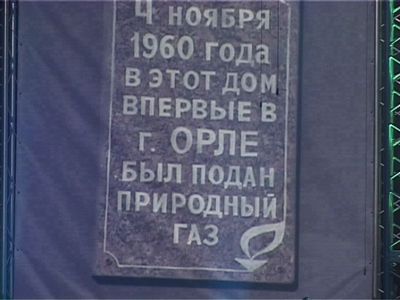 4 НОЯБРЯ
1960 ГОДА
В ЭТОТ ДОМ
ВПЕРВЫЕ В
Г. ОРЛЕ
БЫЛ ПОДАН
ПРИРОДНЫЙ
ГАЗ